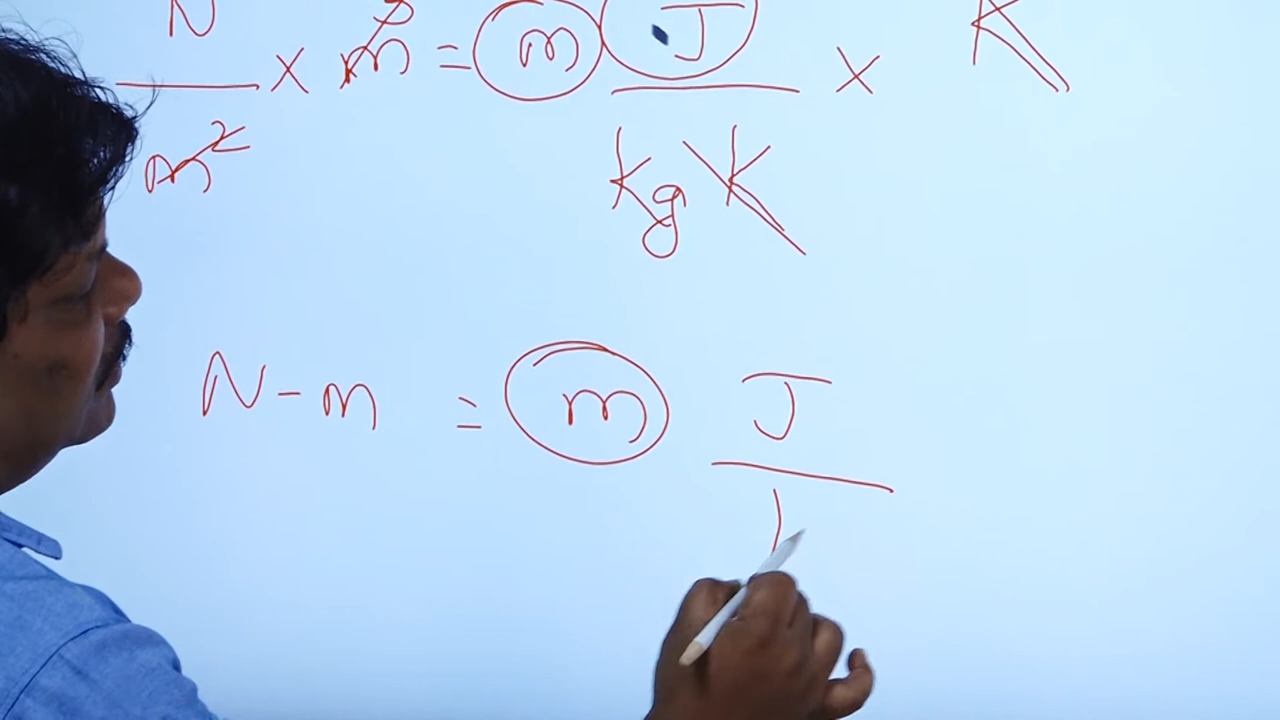 N/m² × m³ = m J/kg K × K
N-m = m J/